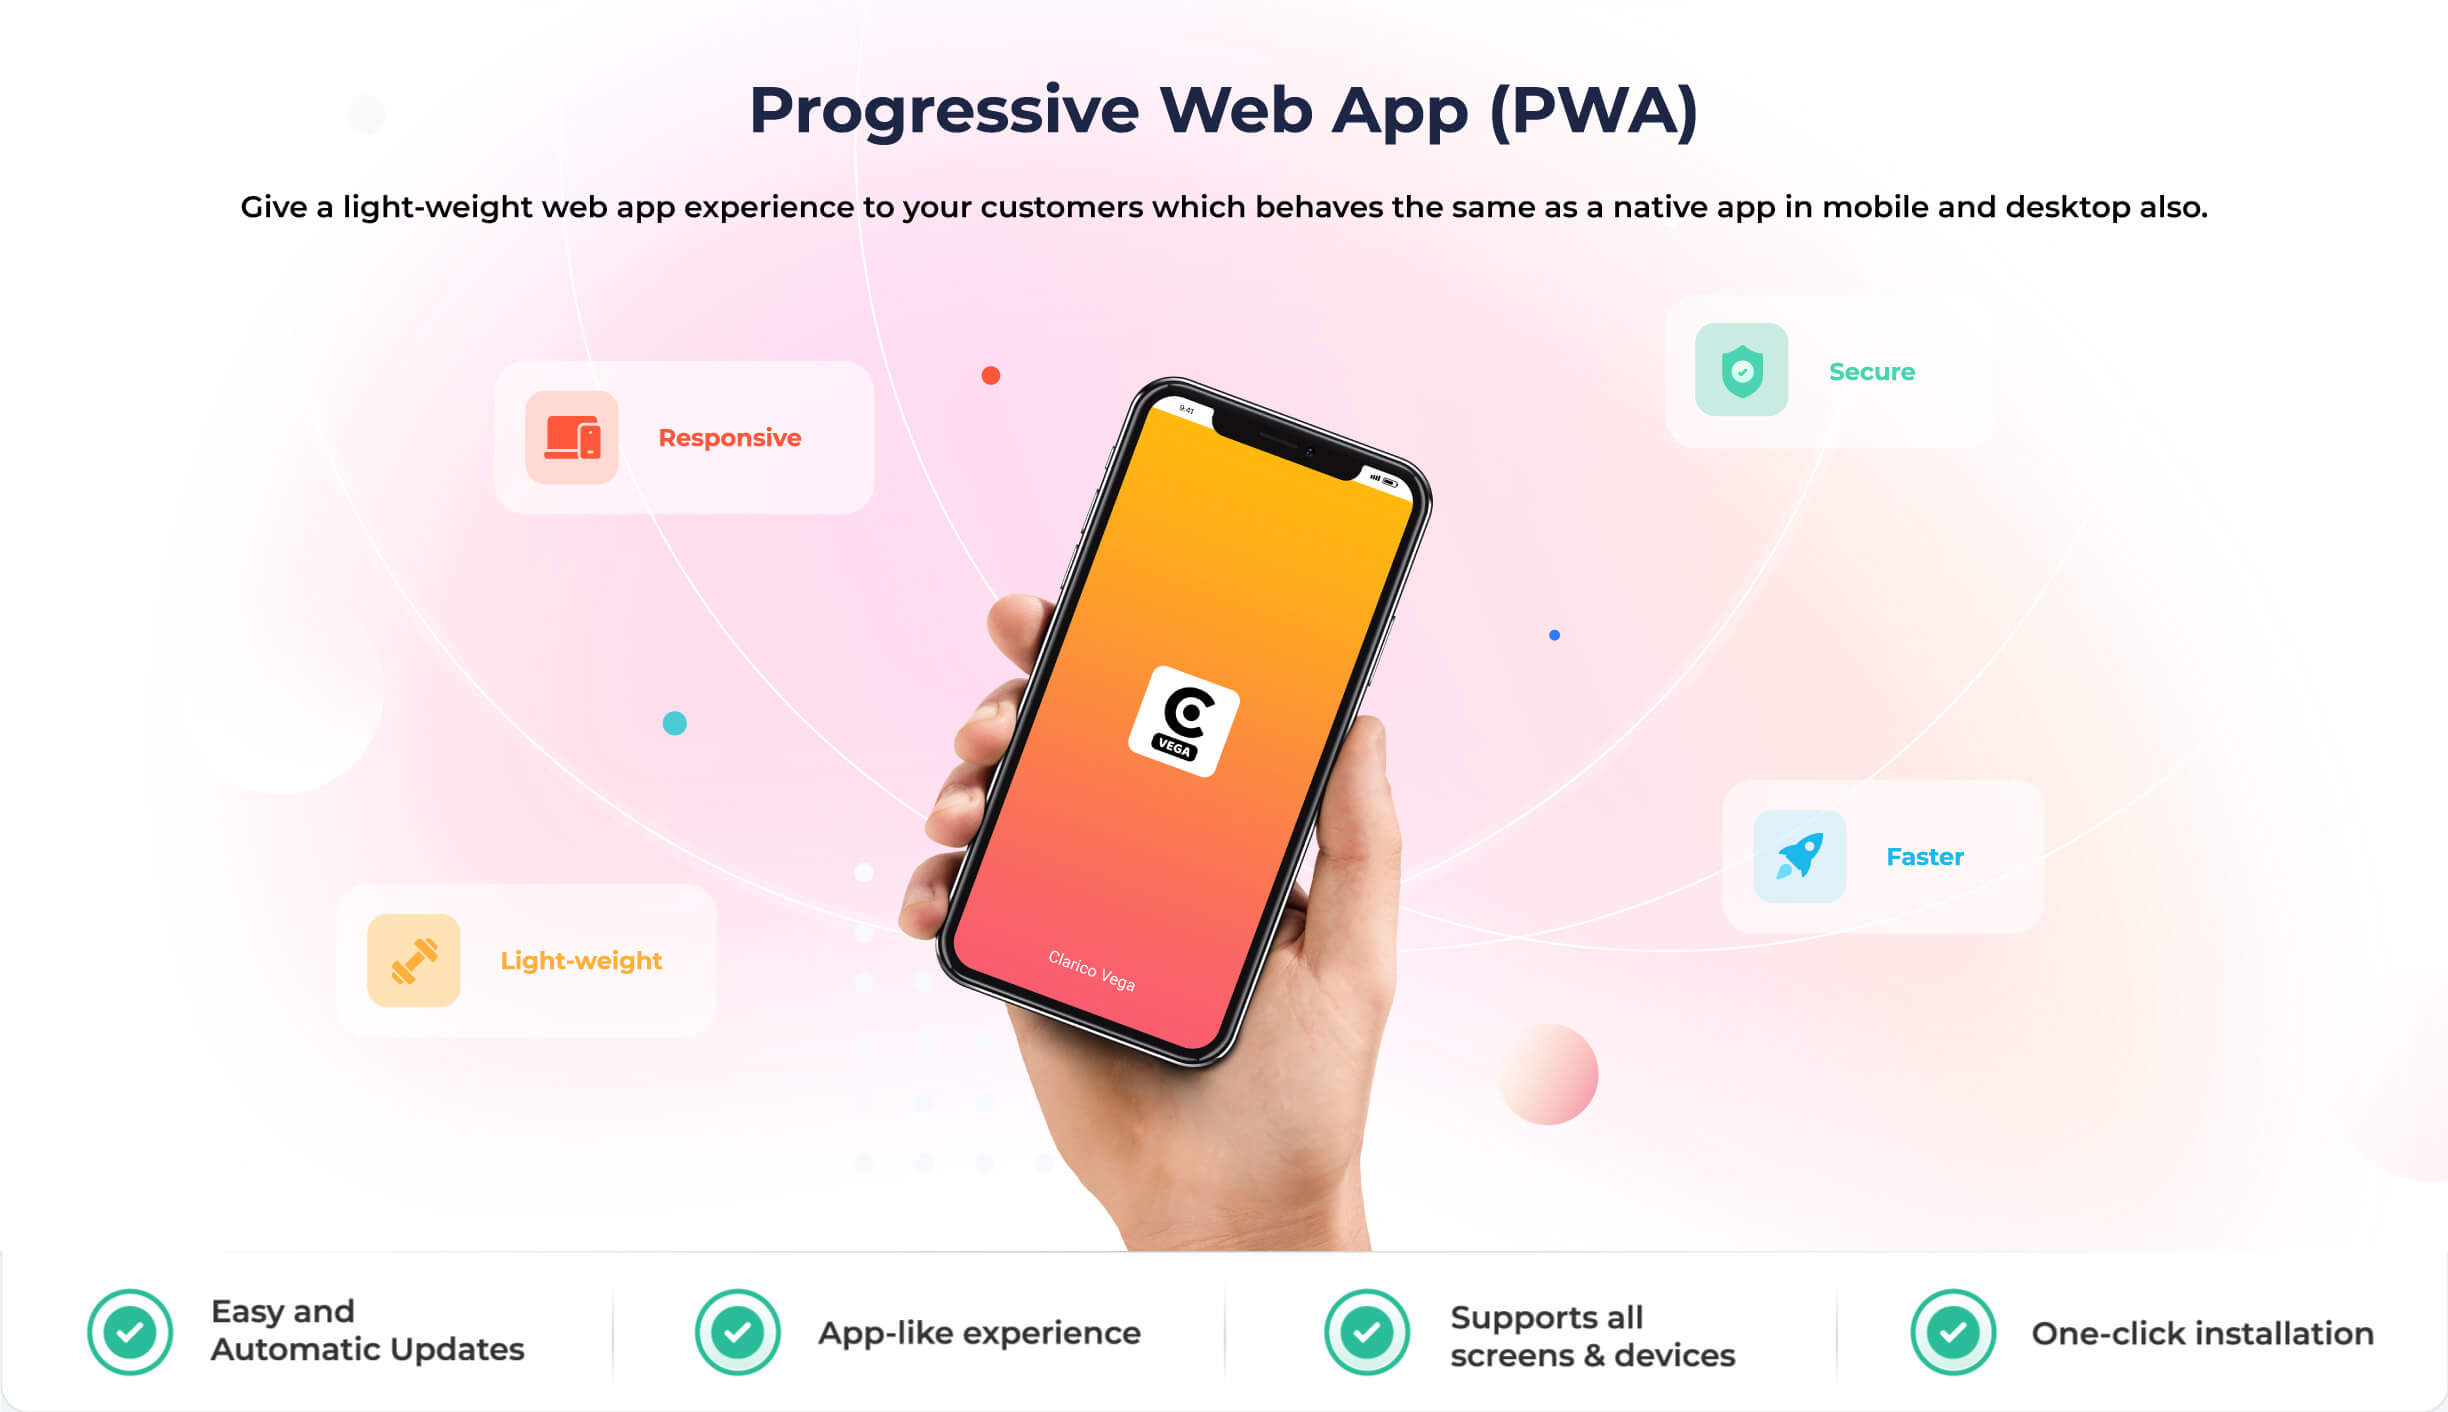 Progressive Web App (PWA)
Give a light-weight web app experience to your customers which behaves the same as a native app in mobile and desktop also.
Secure
Responsive
9:41
C
VEGA
Faster
Light-weight
Clarico Vega
Easy and
Automatic Updates
App-like experience
Supports all
screens & devices
One-click installation